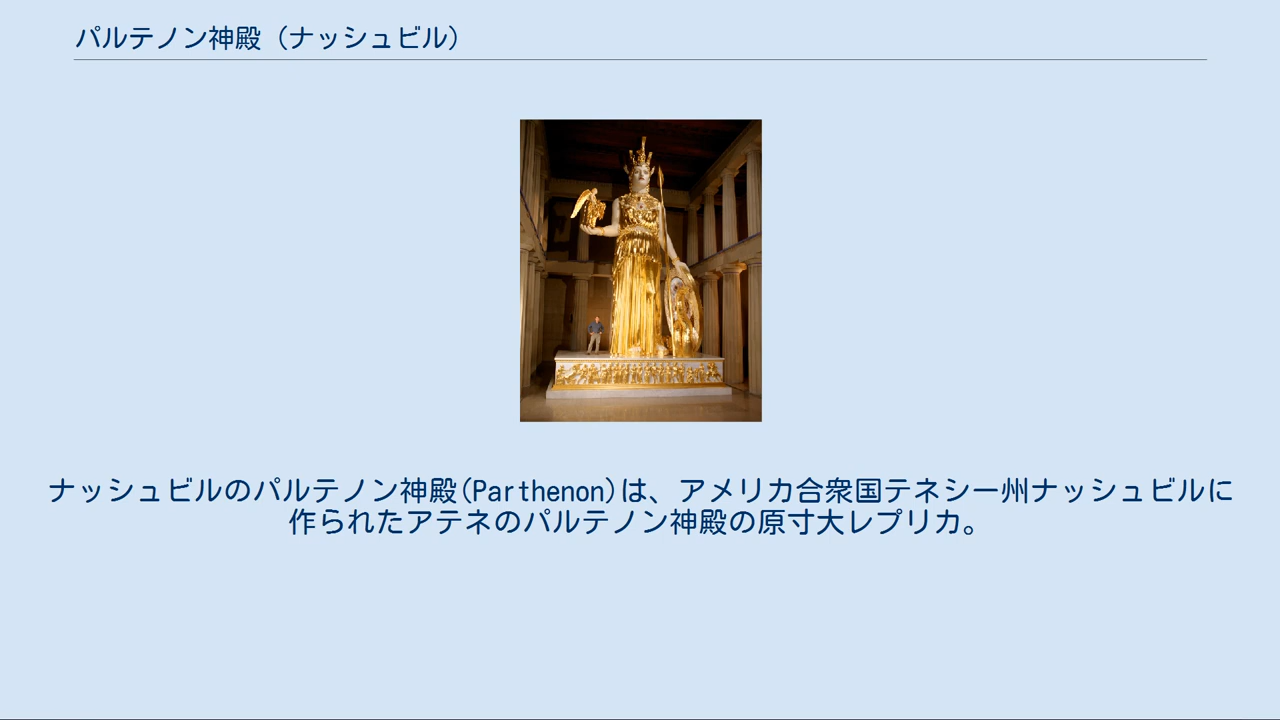 パルテノン神殿（ナッシュビル）
ナッシュビルのパルテノン神殿(Parthenon)は、アメリカ合衆国テネシー州ナッシュビルに
作られたアテネのパルテノン神殿の原寸大レプリカ。